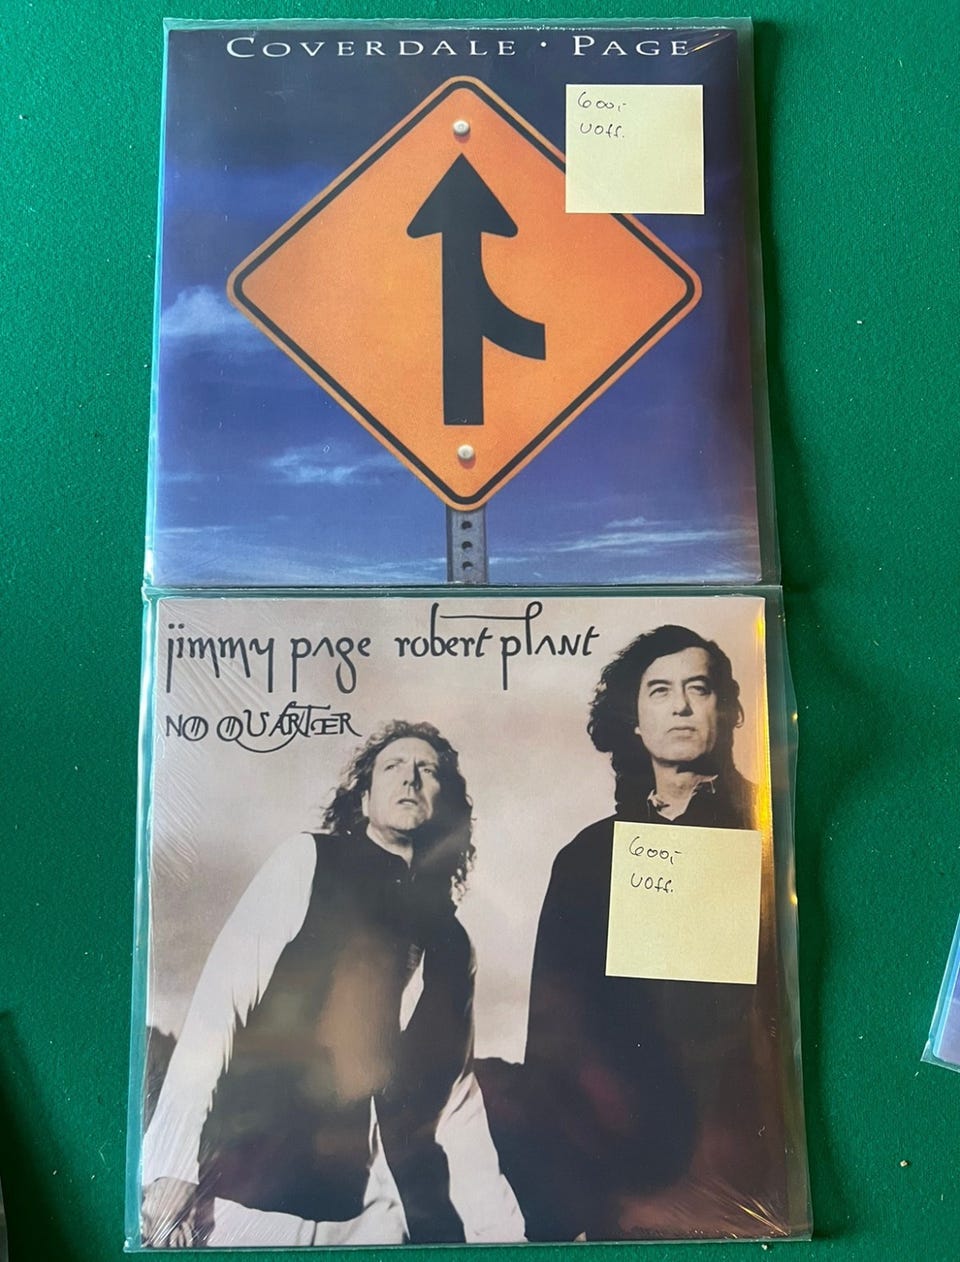 COVERDALE · PAGE
600,-
UOff.
jimmy page robert plant
NO QUARTER
600,-
UOff.